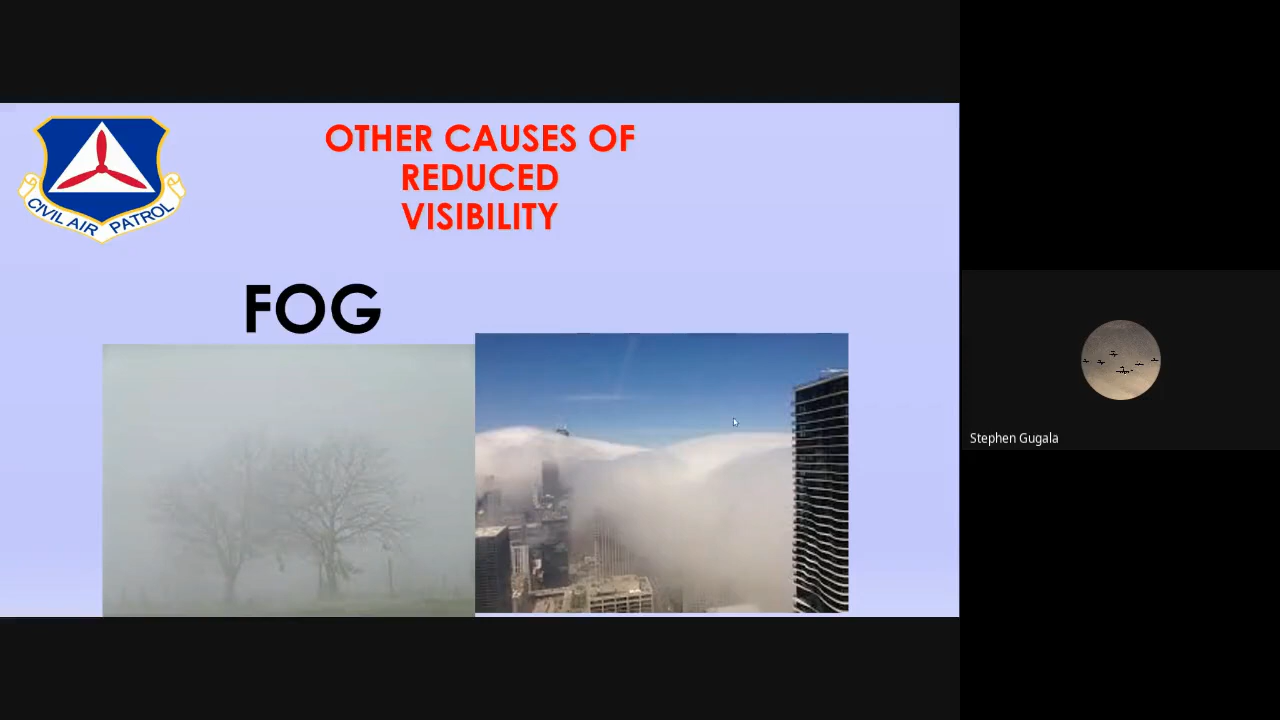 OTHER CAUSES OF
REDUCED
VISIBILITY
CIVIL AIR PATROL
FOG
Stephen Gugala